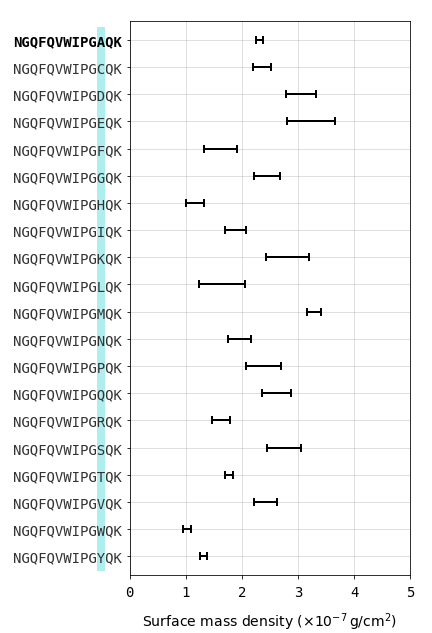 NGQFQVWIPGAQK
NGQFQVWIPGCQK
NGQFQVWIPGDQK
NGQFQVWIPGEQK
NGQFQVWIPGFQK
NGQFQVWIPGGQK
NGQFQVWIPGHQK
NGQFQVWIPGIQK
NGQFQVWIPGKQK
NGQFQVWIPGLQK
NGQFQVWIPGMQK
NGQFQVWIPGNQK
NGQFQVWIPGPQK
NGQFQVWIPGQQK
NGQFQVWIPGRQK
NGQFQVWIPGSQK
NGQFQVWIPGTQK
NGQFQVWIPGVQK
NGQFQVWIPGWQK
NGQFQVWIPGYQK
0 1 2 3 4 5
Surface mass density (×10⁻⁷ g/cm²)